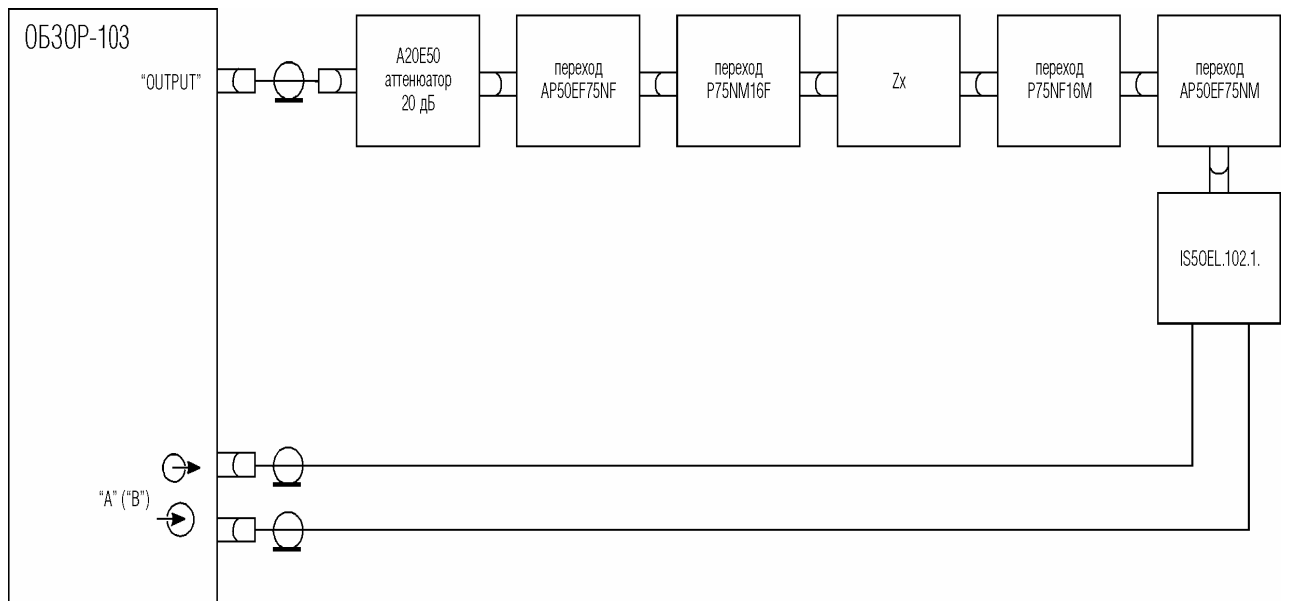 ОБЗОР-103
"OUTPUT"
A20E50
аттенюатор
20 дБ
переход
AP50EF75NF
переход
P75NM16F
Zx
переход
P75NF16M
переход
AP50EF75NM
IS5OEL.102.1.
"A" ("B")